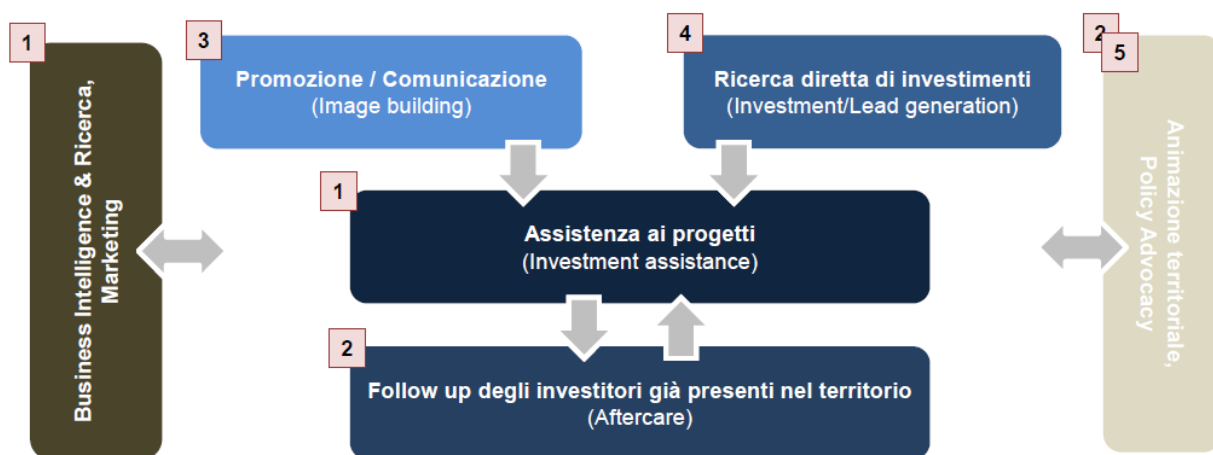 1
Business Intelligence & Ricerca,
Marketing
3
Promozione / Comunicazione
(Image building)
4
Ricerca diretta di investimenti
(Investment/Lead generation)
1
Assistenza ai progetti
(Investment assistance)
2
Follow up degli investitori già presenti nel territorio
(Aftercare)
2
5
Animazione territoriale,
Policy Advocacy